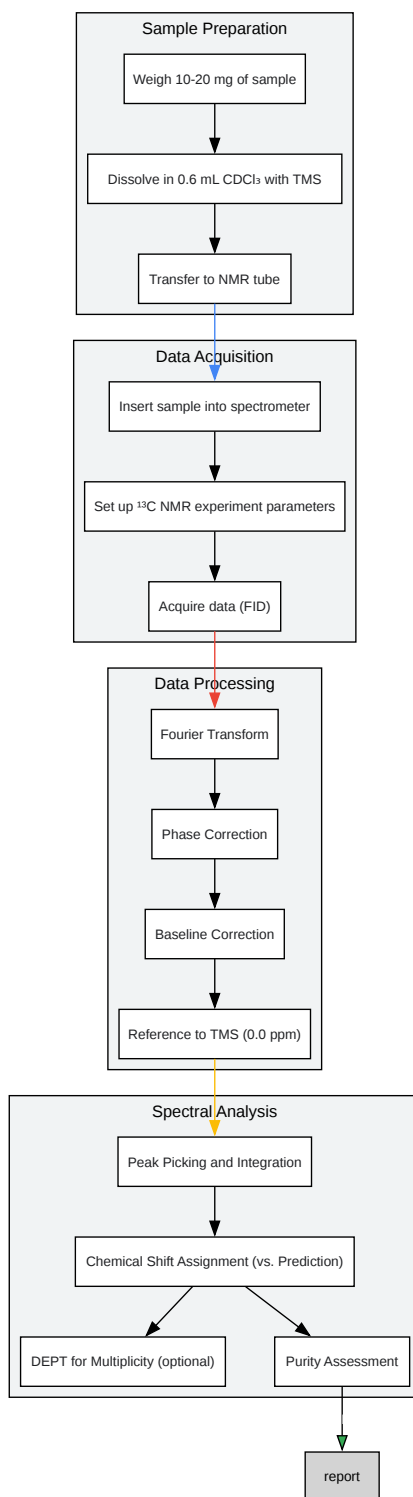 Sample Preparation
Weigh 10-20 mg of sample
Dissolve in 0.6 mL CDCl₃ with TMS
Transfer to NMR tube
Data Acquisition
Insert sample into spectrometer
Set up ¹³C NMR experiment parameters
Acquire data (FID)
Data Processing
Fourier Transform
Phase Correction
Baseline Correction
Reference to TMS (0.0 ppm)
Spectral Analysis
Peak Picking and Integration
Chemical Shift Assignment (vs. Prediction)
DEPT for Multiplicity (optional)
Purity Assessment
report